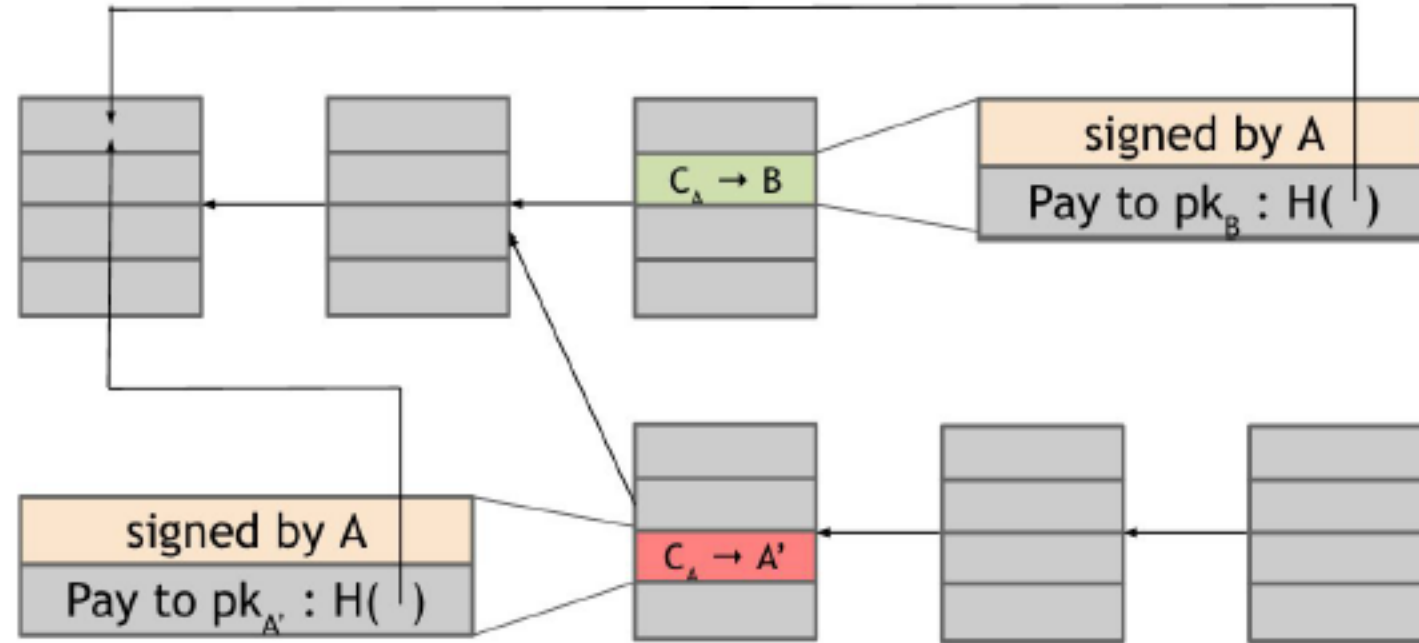 signed by A
C_A → B
Pay to pk_B : H( )
signed by A
C_A → A'
Pay to pk_A' : H( )